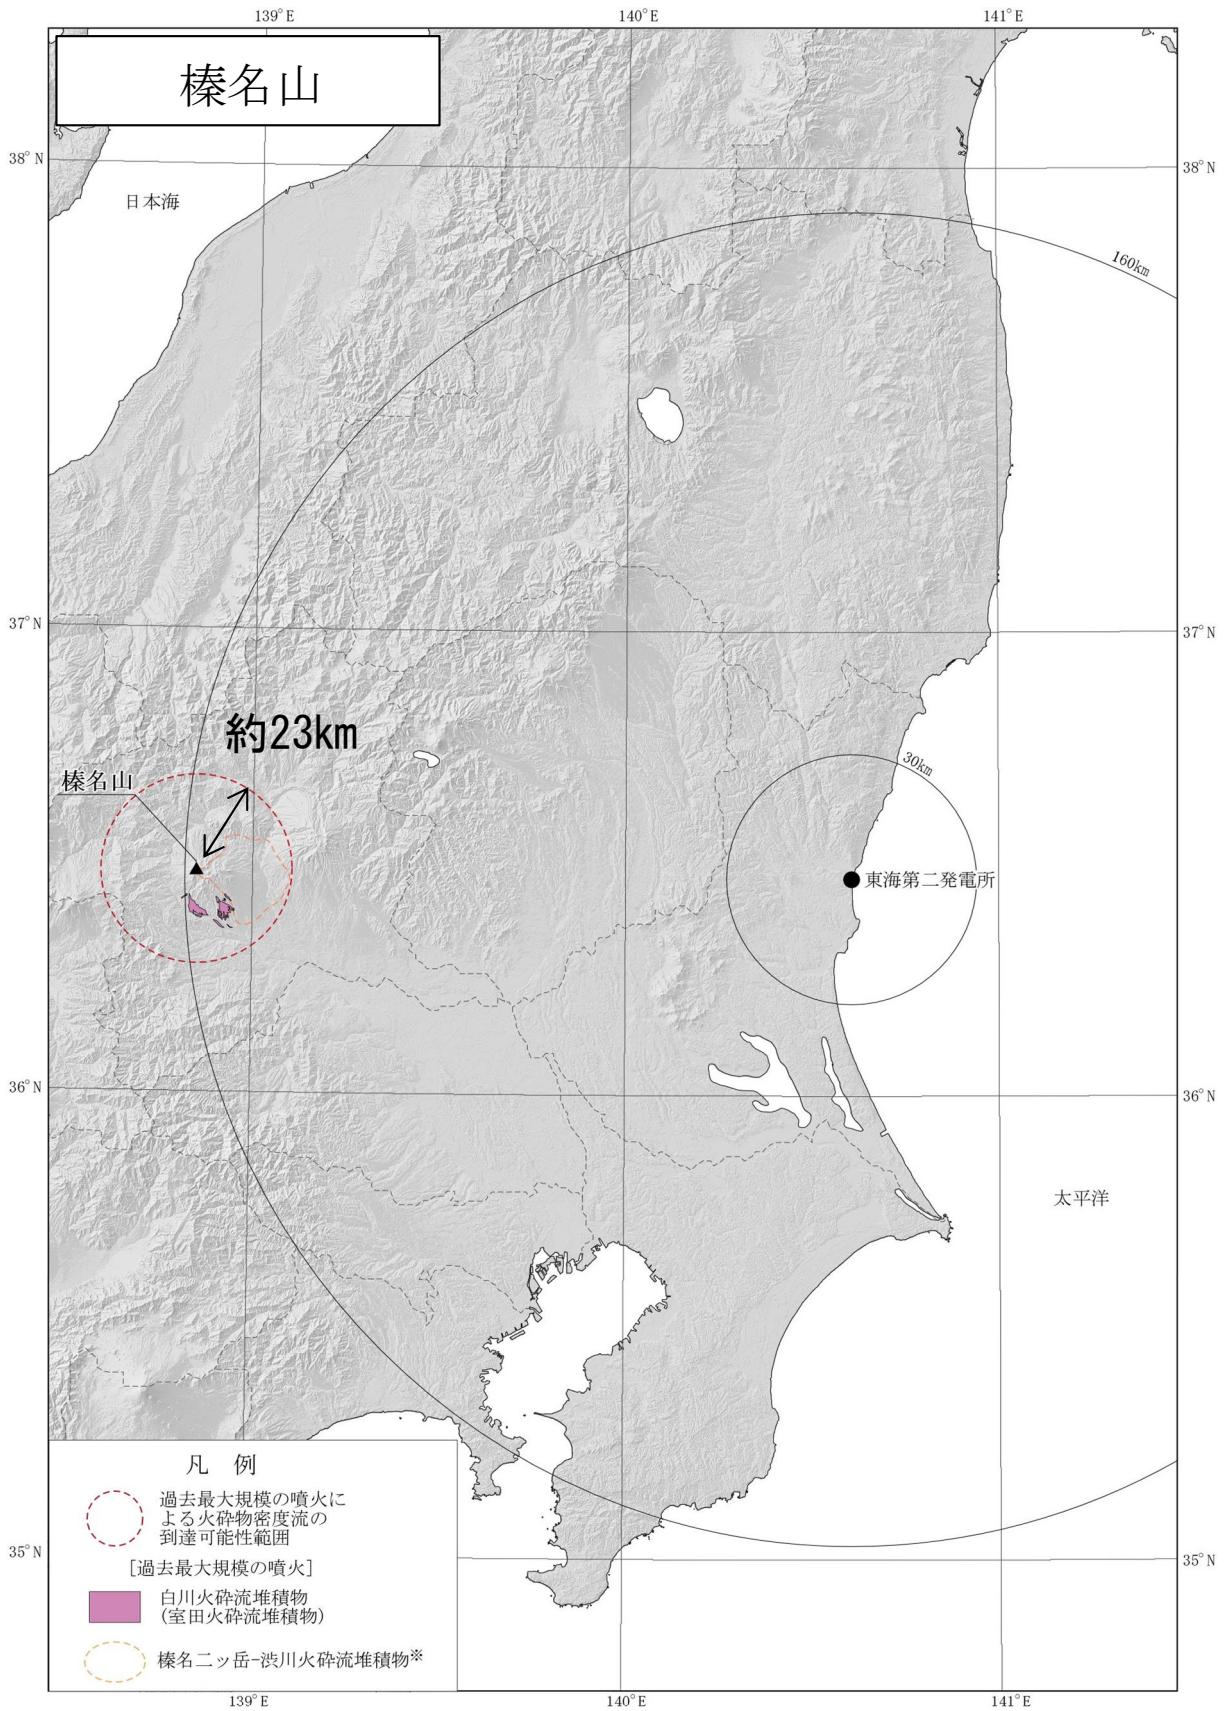 139°E
140°E
141°E
榛名山
38°N
38°N
日本海
160km
37°N
37°N
約23km
榛名山
30km
東海第二発電所
36°N
36°N
太平洋
凡 例
過去最大規模の噴火に
よる火砕物密度流の
到達可能性範囲
[過去最大規模の噴火]
白川火砕流堆積物
(室田火砕流堆積物)
榛名二ッ岳-渋川火砕流堆積物※
35°N
35°N
139°E
140°E
141°E